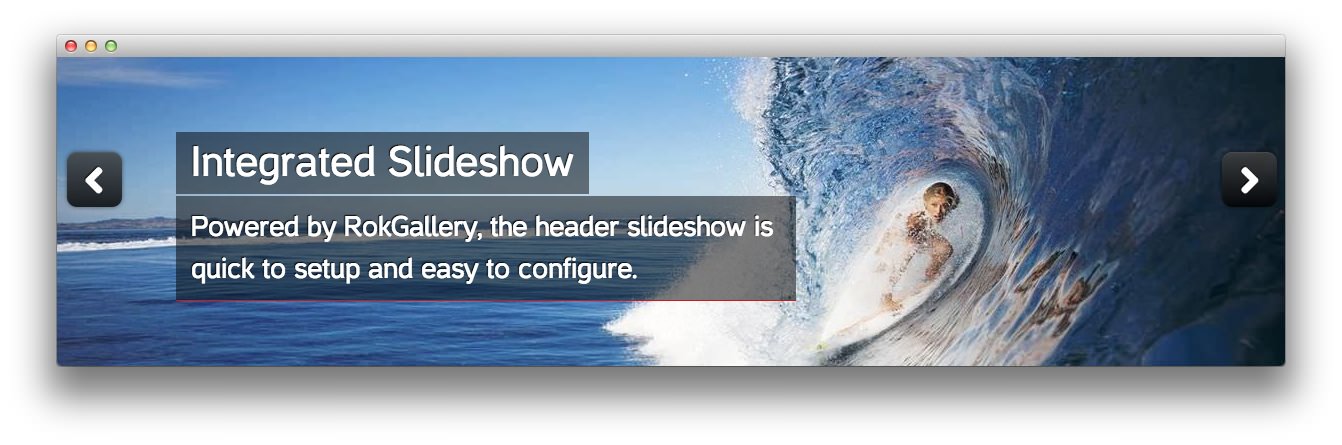 Integrated Slideshow
Powered by RokGallery, the header slideshow is
quick to setup and easy to configure.